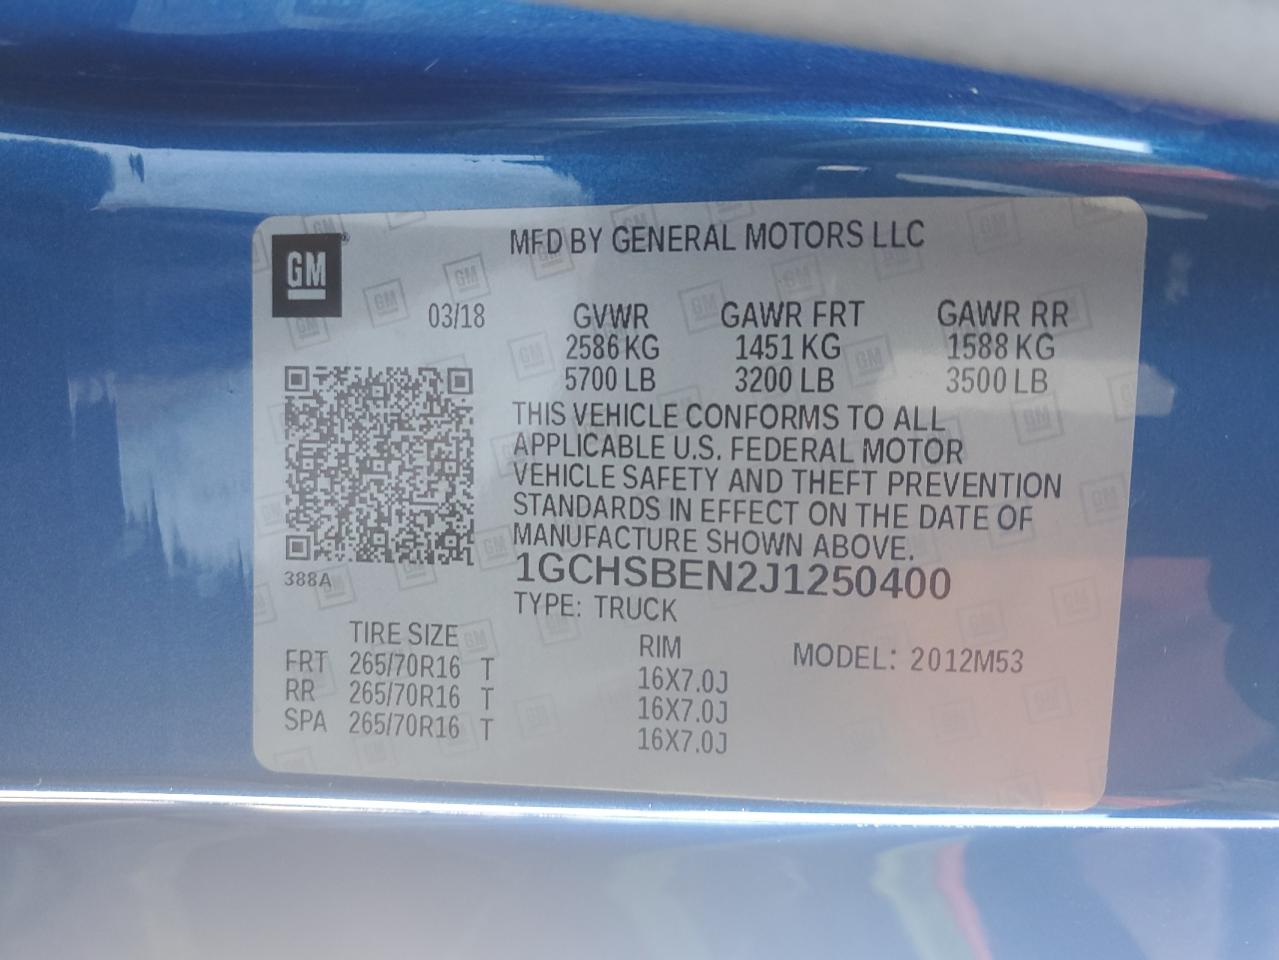 GM
MFD BY GENERAL MOTORS LLC
03/18 GVWR GAWR FRT GAWR RR
2586 KG 1451 KG 1588 KG
5700 LB 3200 LB 3500 LB
THIS VEHICLE CONFORMS TO ALL
APPLICABLE U.S. FEDERAL MOTOR
VEHICLE SAFETY AND THEFT PREVENTION
STANDARDS IN EFFECT ON THE DATE OF
MANUFACTURE SHOWN ABOVE.
1GCHSBEN2J1250400
388A
TYPE: TRUCK
TIRE SIZE RIM MODEL: 2012M53
FRT 265/70R16 T 16X7.0J
RR 265/70R16 T 16X7.0J
SPA 265/70R16 T 16X7.0J